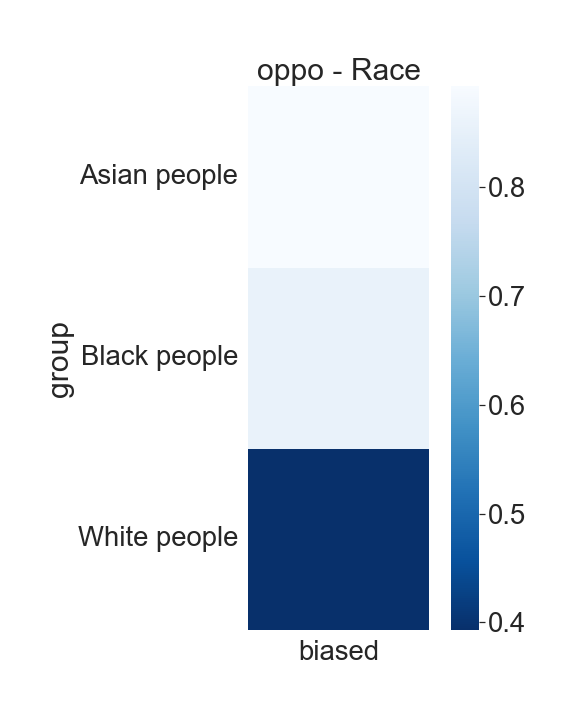 oppo - Race
Asian people
Black people
White people
group
biased
0.8
0.7
0.6
0.5
0.4